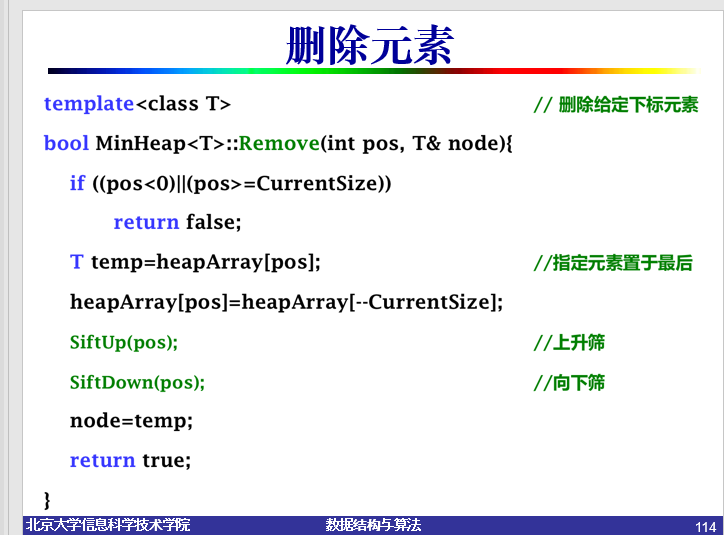 删除元素
template<class T> // 删除给定下标元素
bool MinHeap<T>::Remove(int pos, T& node){
if ((pos<0)||(pos>=CurrentSize))
return false;
T temp=heapArray[pos]; //指定元素置于最后
heapArray[pos]=heapArray[--CurrentSize];
SiftUp(pos); //上升筛
SiftDown(pos); //向下筛
node=temp;
return true;
}
北京大学信息科学技术学院 数据结构与算法 114